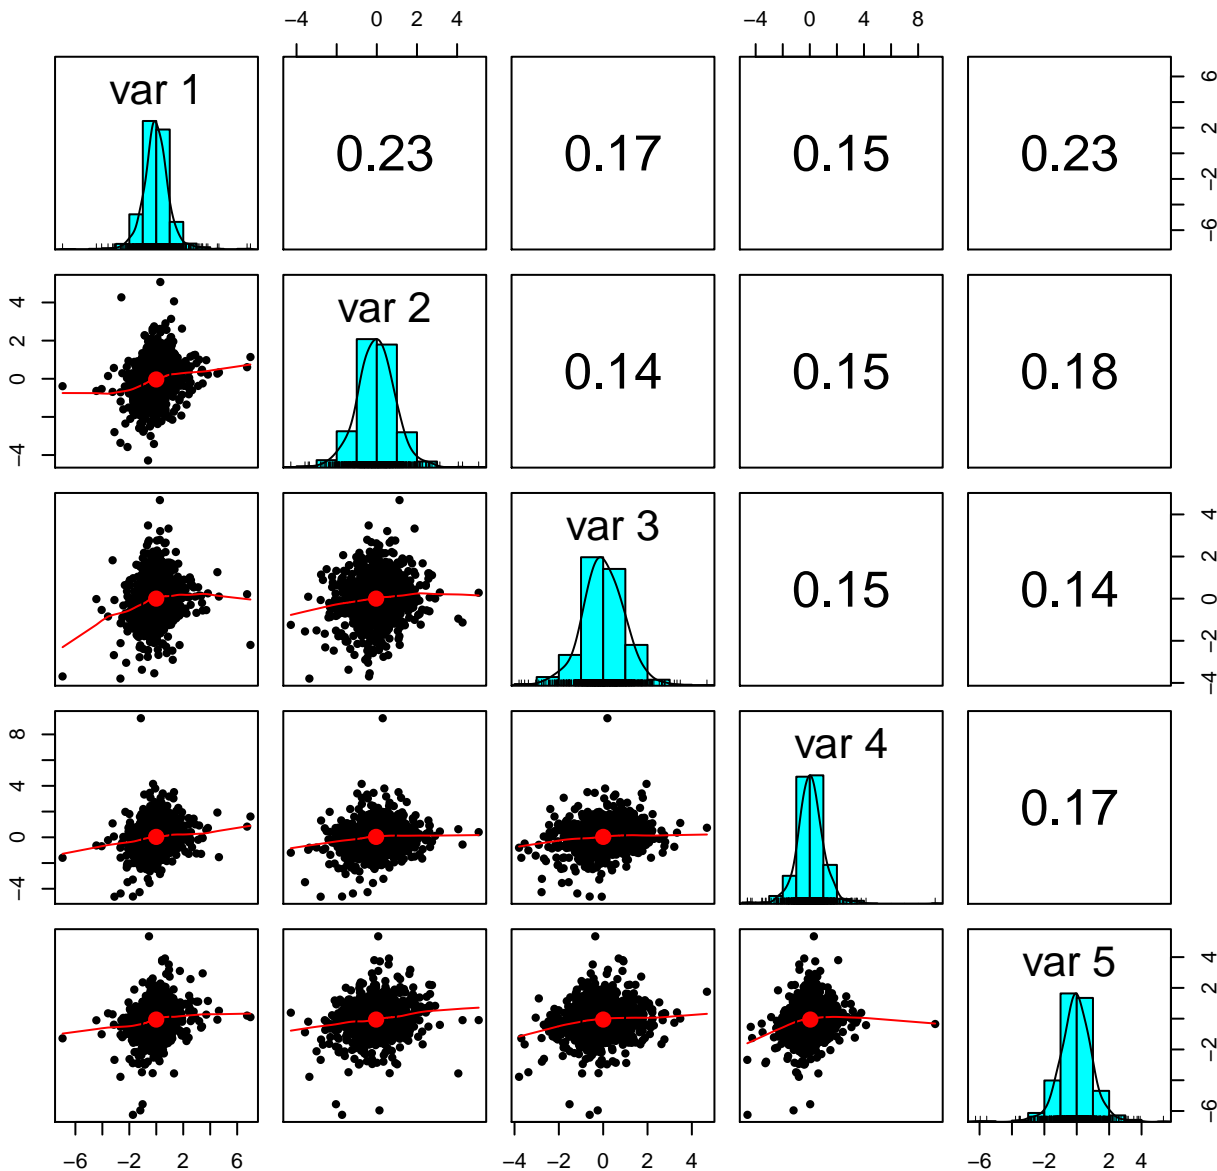 −4 0 4 −4 0 4 8
var 1 0.23 0.17 0.15 0.23
−6 −2 2 6
var 2 0.14 0.15 0.18
−4 0 2 4
var 3 0.15 0.14
−4 −2 0 2 4
var 4 0.17
−4 0 4 8
var 5
−6 −2 2 4
−6 −2 2 6 −4 −2 0 2 4 −6 −2 2 4